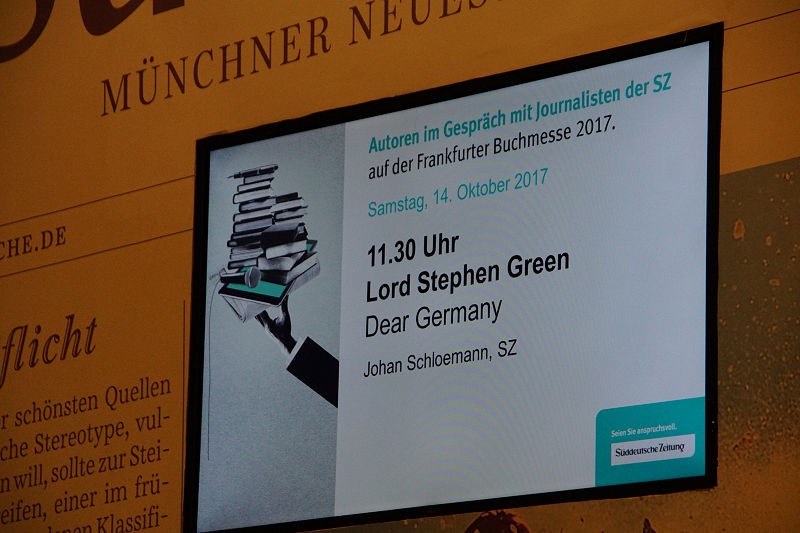 MÜNCHNER NEUES
CHE.DE
flicht
er schönsten Quellen
che Stereotype, vul-
n will, sollte zur Stei-
eifen, einer im frü-
Klassifi-
Autoren im Gespräch mit Journalisten der SZ
auf der Frankfurter Buchmesse 2017.
Samstag, 14. Oktober 2017
11.30 Uhr
Lord Stephen Green
Dear Germany
Johan Schloemann, SZ
Seien Sie anspruchsvoll.
Süddeutsche Zeitung